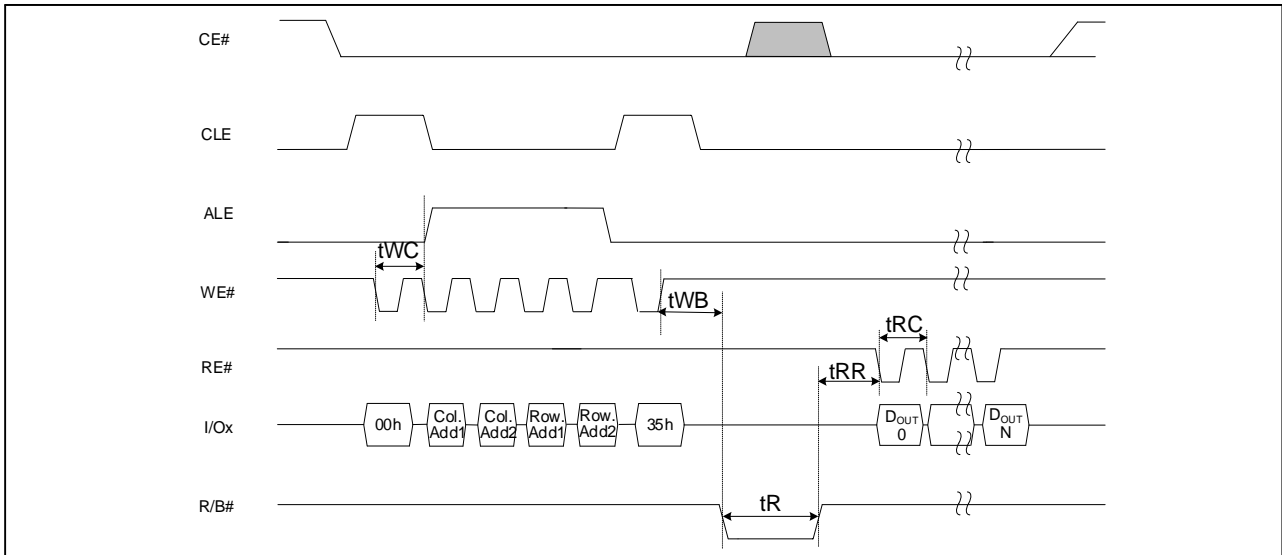 CE#
CLE
ALE
tWC
WE#
tWB
tRC
RE#
tRR
I/Ox
00h
Col. Add1
Col. Add2
Row. Add1
Row. Add2
35h
DOUT 0
DOUT N
R/B#
tR